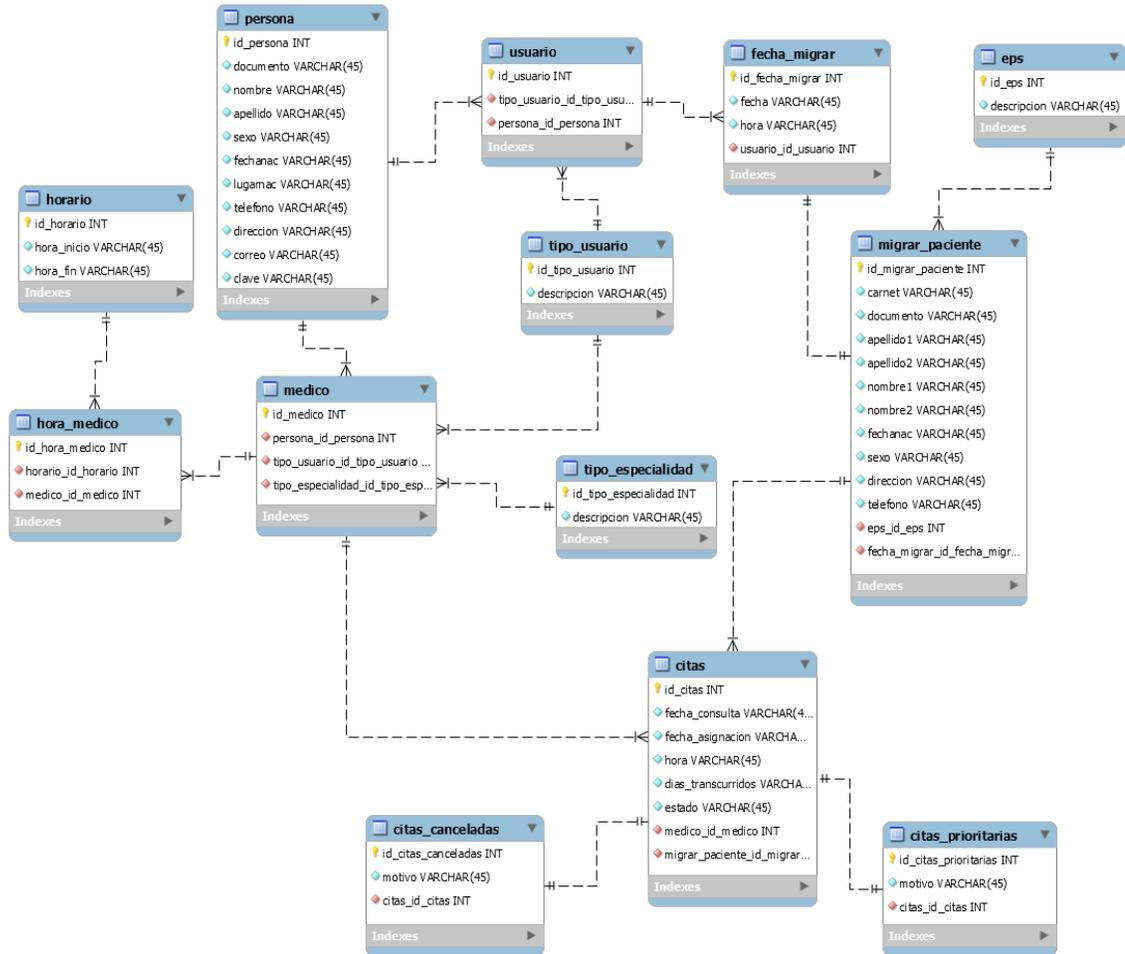 persona
id_persona INT
documento VARCHAR(45)
nombre VARCHAR(45)
apellido VARCHAR(45)
sexo VARCHAR(45)
fechanac VARCHAR(45)
lugarnac VARCHAR(45)
telefono VARCHAR(45)
direccion VARCHAR(45)
correo VARCHAR(45)
clave VARCHAR(45)
Indexes
usuario
id_usuario INT
tipo_usuario_id_tipo_usu...
persona_id_persona INT
Indexes
fecha_migrar
id_fecha_migrar INT
fecha VARCHAR(45)
hora VARCHAR(45)
usuario_id_usuario INT
Indexes
eps
id_eps INT
descripcion VARCHAR(45)
Indexes
horario
id_horario INT
hora_inicio VARCHAR(45)
hora_fin VARCHAR(45)
Indexes
tipo_usuario
id_tipo_usuario INT
descripcion VARCHAR(45)
Indexes
migrar_paciente
id_migrar_paciente INT
carnet VARCHAR(45)
documento VARCHAR(45)
apellido1 VARCHAR(45)
apellido2 VARCHAR(45)
nombre1 VARCHAR(45)
nombre2 VARCHAR(45)
fechanac VARCHAR(45)
sexo VARCHAR(45)
direccion VARCHAR(45)
telefono VARCHAR(45)
eps_id_eps INT
fecha_migrar_id_fecha_migr...
Indexes
hora_medico
id_hora_medico INT
horario_id_horario INT
medico_id_medico INT
Indexes
medico
id_medico INT
persona_id_persona INT
tipo_usuario_id_tipo_usuario ...
tipo_especialidad_id_tipo_esp...
Indexes
tipo_especialidad
id_tipo_especialidad INT
descripcion VARCHAR(45)
Indexes
citas
id_citas INT
fecha_consulta VARCHAR(4...
fecha_asignacion VARCHA...
hora VARCHAR(45)
dias_transcurridos VARCHA...
estado VARCHAR(45)
medico_id_medico INT
migrar_paciente_id_migrar...
Indexes
citas_canceladas
id_citas_canceladas INT
motivo VARCHAR(45)
citas_id_citas INT
Indexes
citas_prioritarias
id_citas_prioritarias INT
motivo VARCHAR(45)
citas_id_citas INT
Indexes